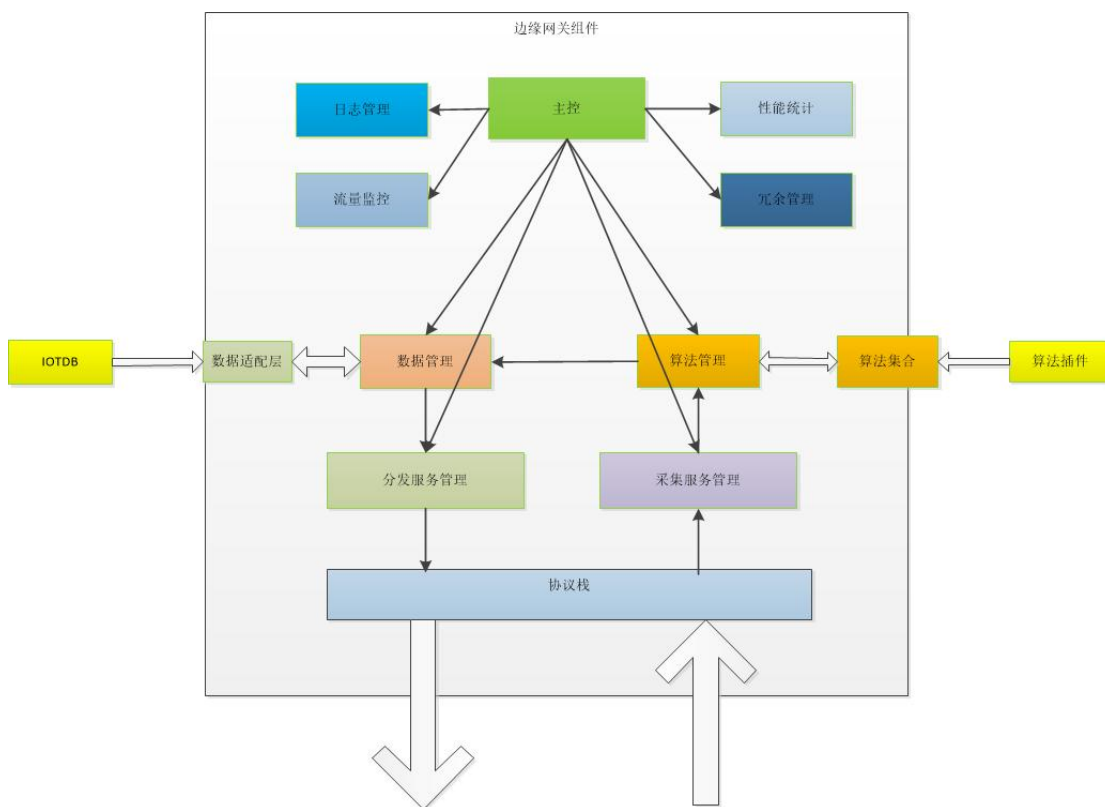 边缘网关组件
日志管理
主控
性能统计
流量监控
冗余管理
IOTDB
数据适配层
数据管理
算法管理
算法集合
算法插件
分发服务管理
采集服务管理
协议栈